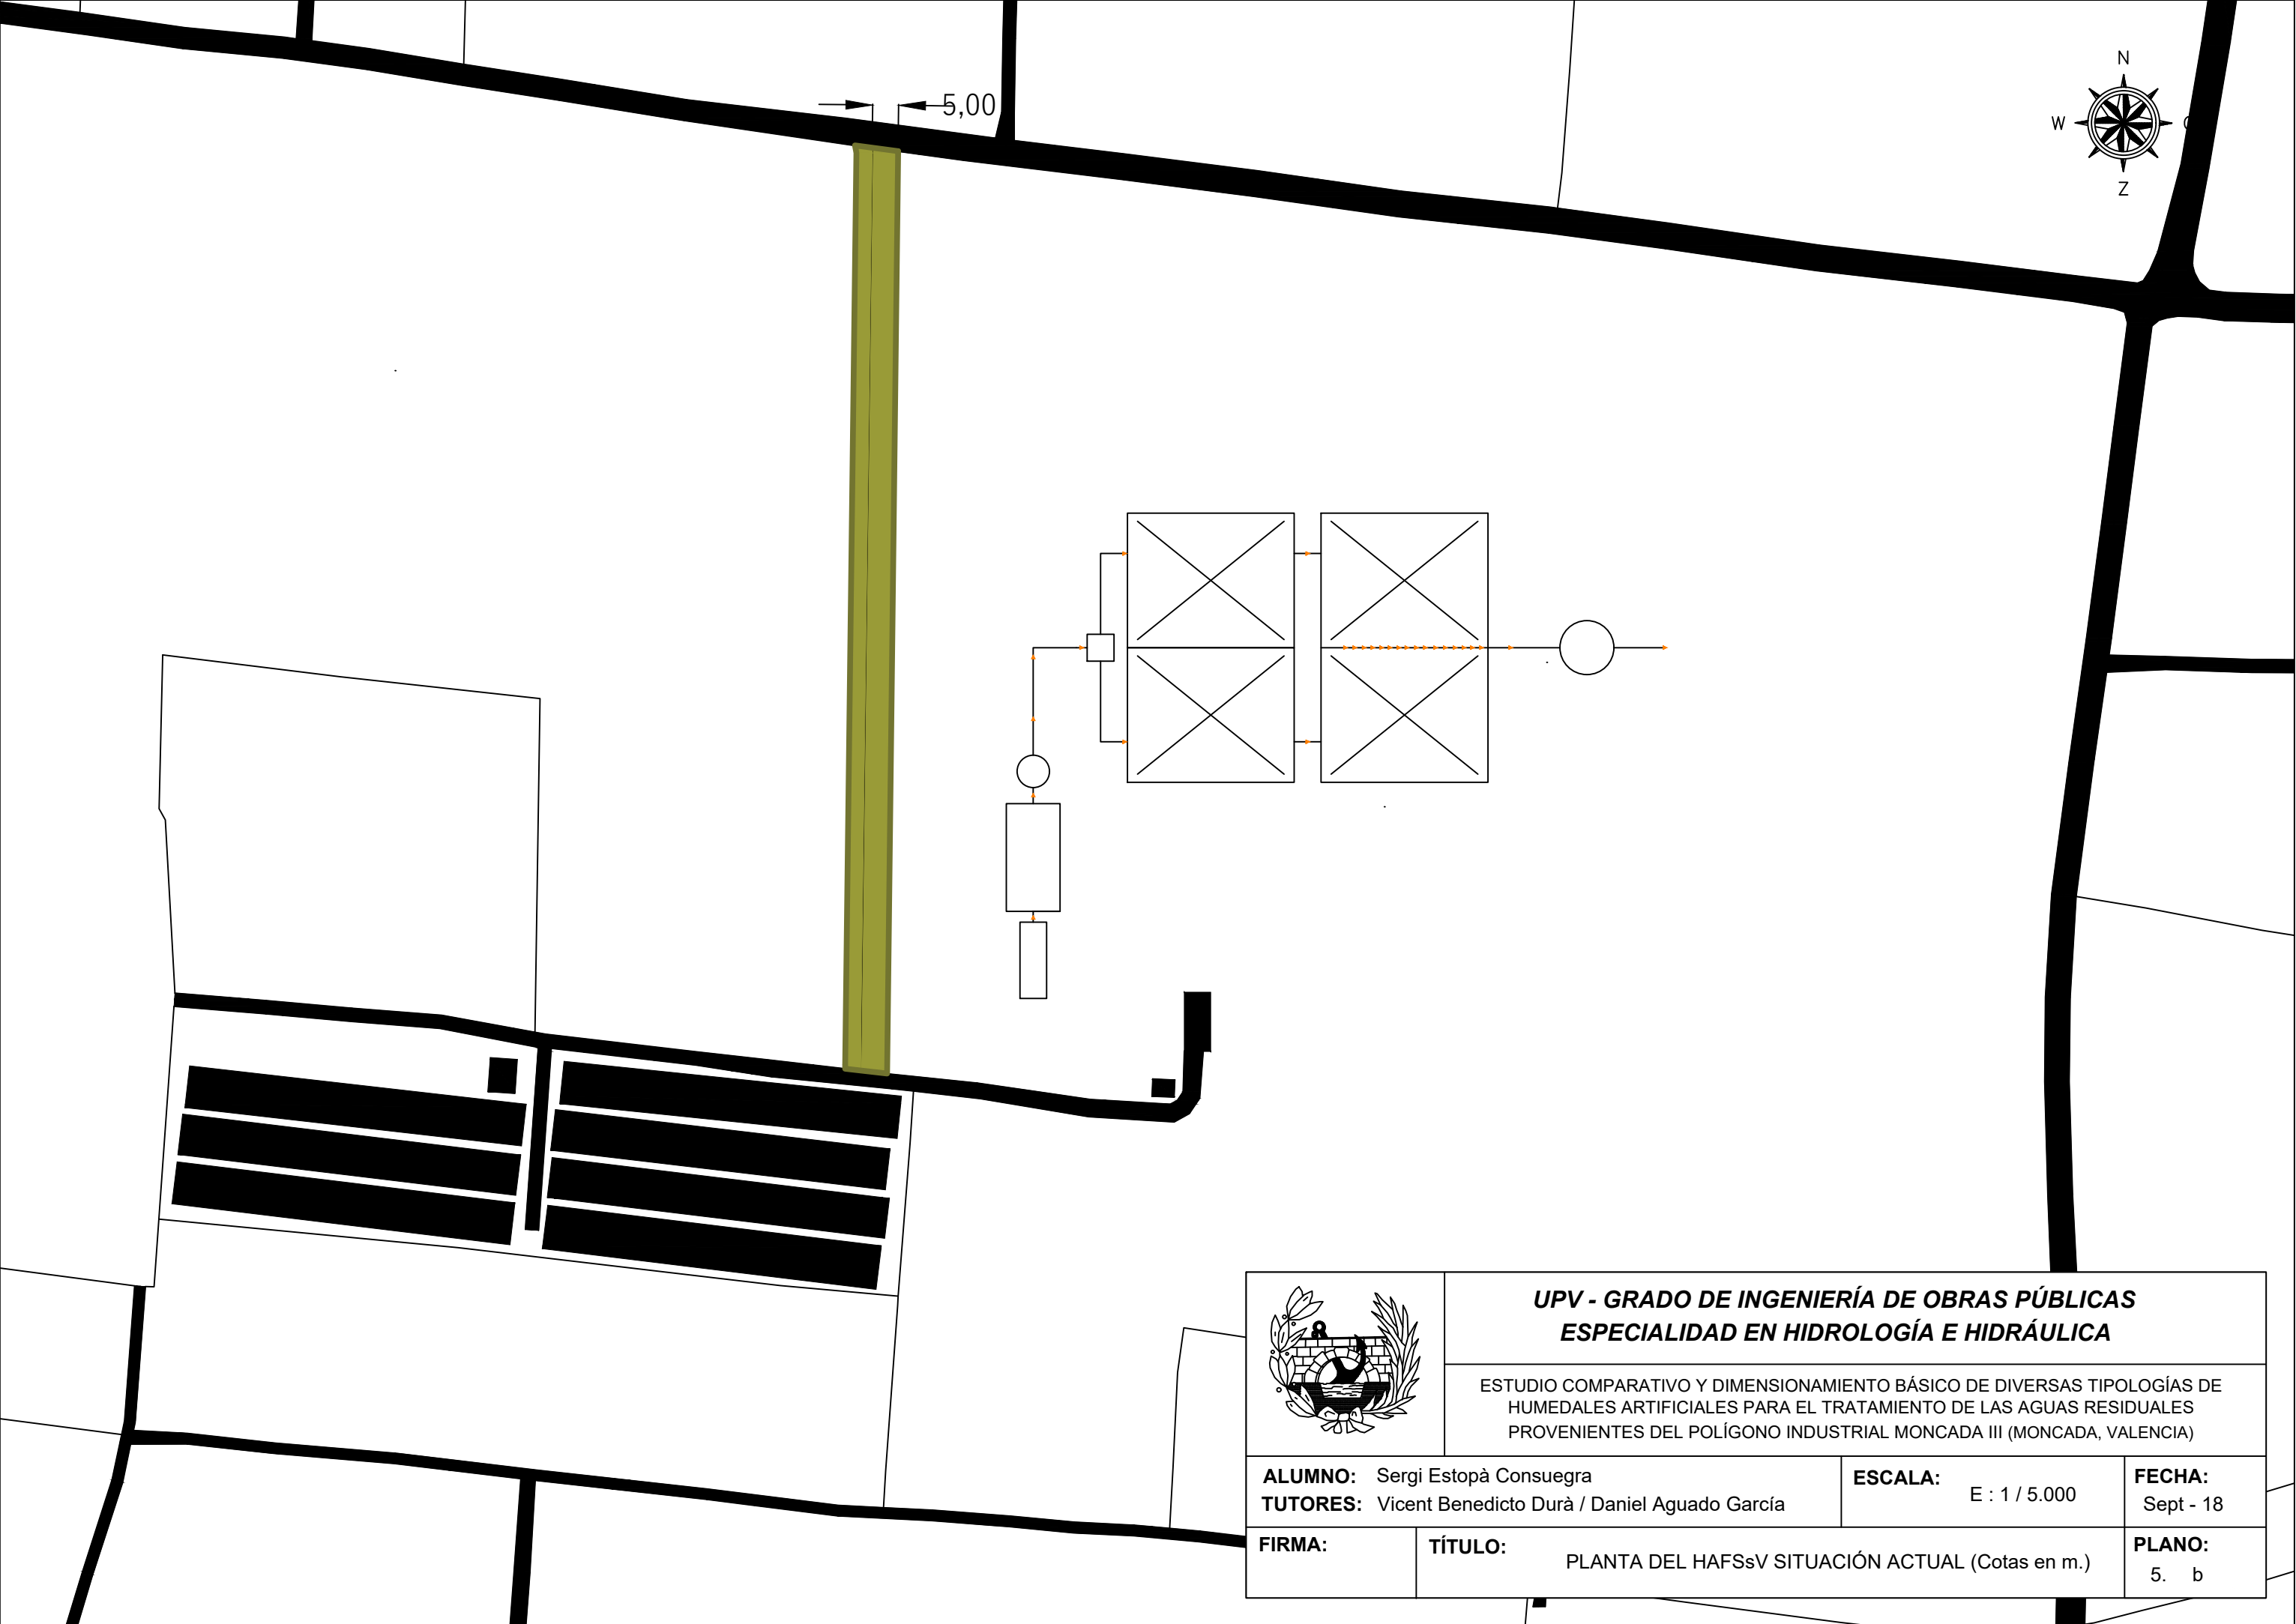 5,00
N
W
Z
UPV - GRADO DE INGENIERÍA DE OBRAS PÚBLICAS
ESPECIALIDAD EN HIDROLOGÍA E HIDRÁULICA
ESTUDIO COMPARATIVO Y DIMENSIONAMIENTO BÁSICO DE DIVERSAS TIPOLOGÍAS DE
HUMEDALES ARTIFICIALES PARA EL TRATAMIENTO DE LAS AGUAS RESIDUALES
PROVENIENTES DEL POLÍGONO INDUSTRIAL MONCADA III (MONCADA, VALENCIA)
ALUMNO: Sergi Estopà Consuegra
TUTORES: Vicent Benedicto Durà / Daniel Aguado García
ESCALA:
E : 1 / 5.000
FECHA:
Sept - 18
FIRMA:
TÍTULO:
PLANTA DEL HAFSsV SITUACIÓN ACTUAL (Cotas en m.)
PLANO:
5. b